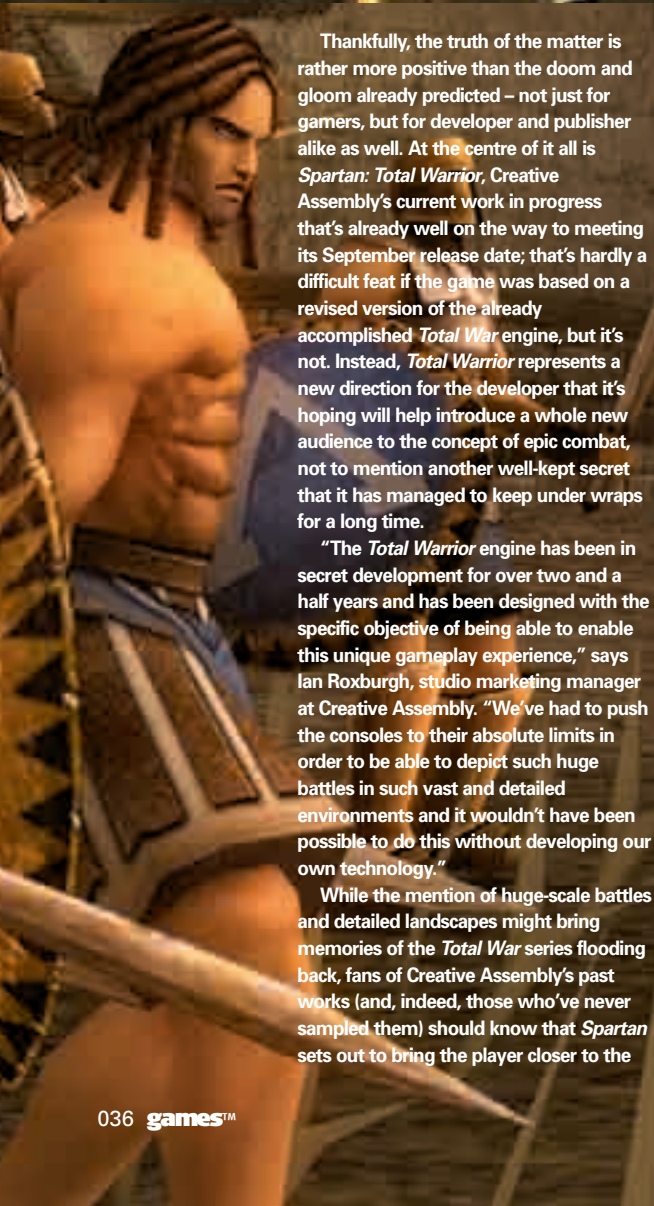 Thankfully, the truth of the matter is
rather more positive than the doom and
gloom already predicted – not just for
gamers, but for developer and publisher
alike as well. At the centre of it all is
Spartan: Total Warrior, Creative
Assembly's current work in progress
that's already well on the way to meeting
its September release date; that's hardly a
difficult feat if the game was based on a
revised version of the already
accomplished Total War engine, but it's
not. Instead, Total Warrior represents a
new direction for the developer that it's
hoping will help introduce a whole new
audience to the concept of epic combat,
not to mention another well-kept secret
that it has managed to keep under wraps
for a long time.
“The Total Warrior engine has been in
secret development for over two and a
half years and has been designed with the
specific objective of being able to enable
this unique gameplay experience,” says
Ian Roxburgh, studio marketing manager
at Creative Assembly. “We've had to push
the consoles to their absolute limits in
order to be able to depict such huge
battles in such vast and detailed
environments and it wouldn't have been
possible to do this without developing our
own technology.”
While the mention of huge-scale battles
and detailed landscapes might bring
memories of the Total War series flooding
back, fans of Creative Assembly's past
works (and, indeed, those who've never
sampled them) should know that Spartan
sets out to bring the player closer to the
036 games™